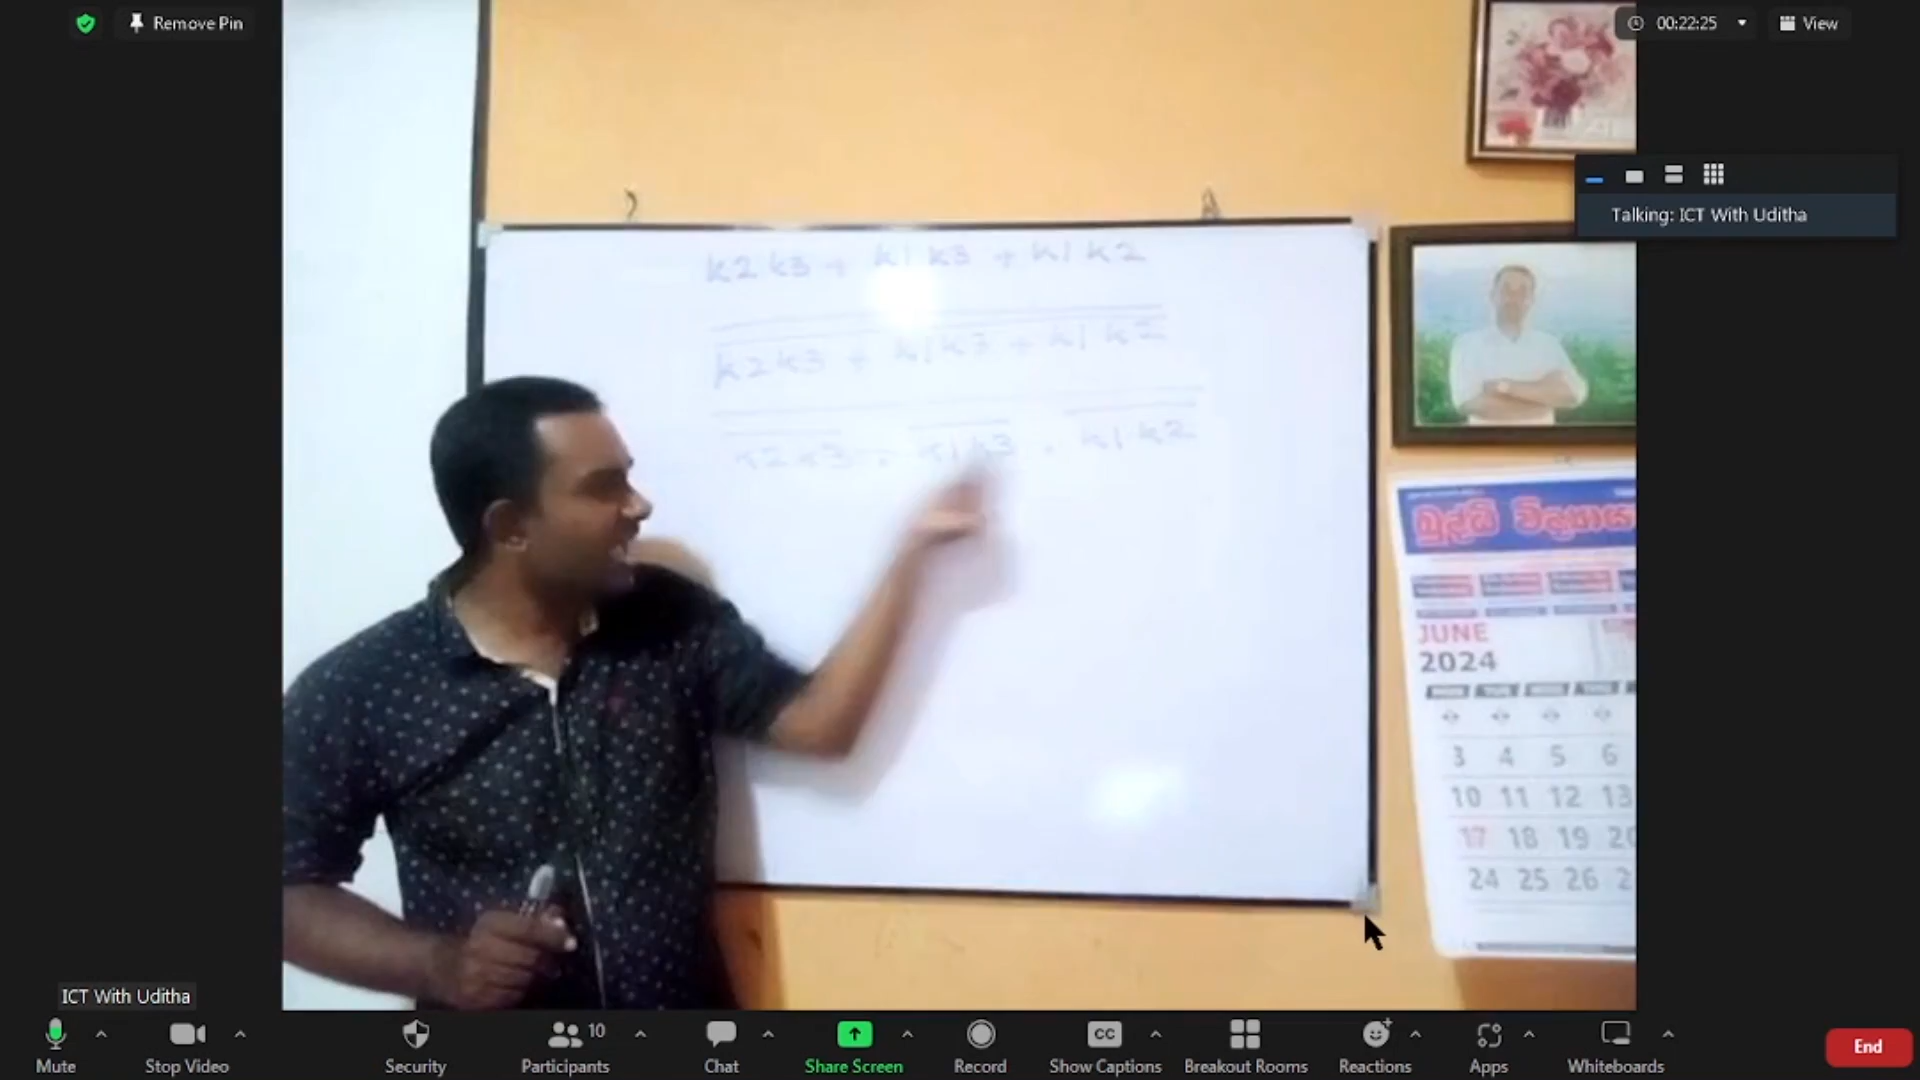 Remove Pin
00:22:25
View
Talking: ICT With Uditha
k2 k3 + k1 k3 + k1 k2
k2 k3 + k1 k3 + k1 k2
k2 k3 . k1 k3 . k1 k2
JUNE
2024
3 4 5 6
10 11 12 13
17 18 19 20
24 25 26 2
ICT With Uditha
Mute
Stop Video
Security
Participants
10
Chat
Share Screen
Record
CC
Show Captions
Breakout Rooms
Reactions
Apps
Whiteboards
End